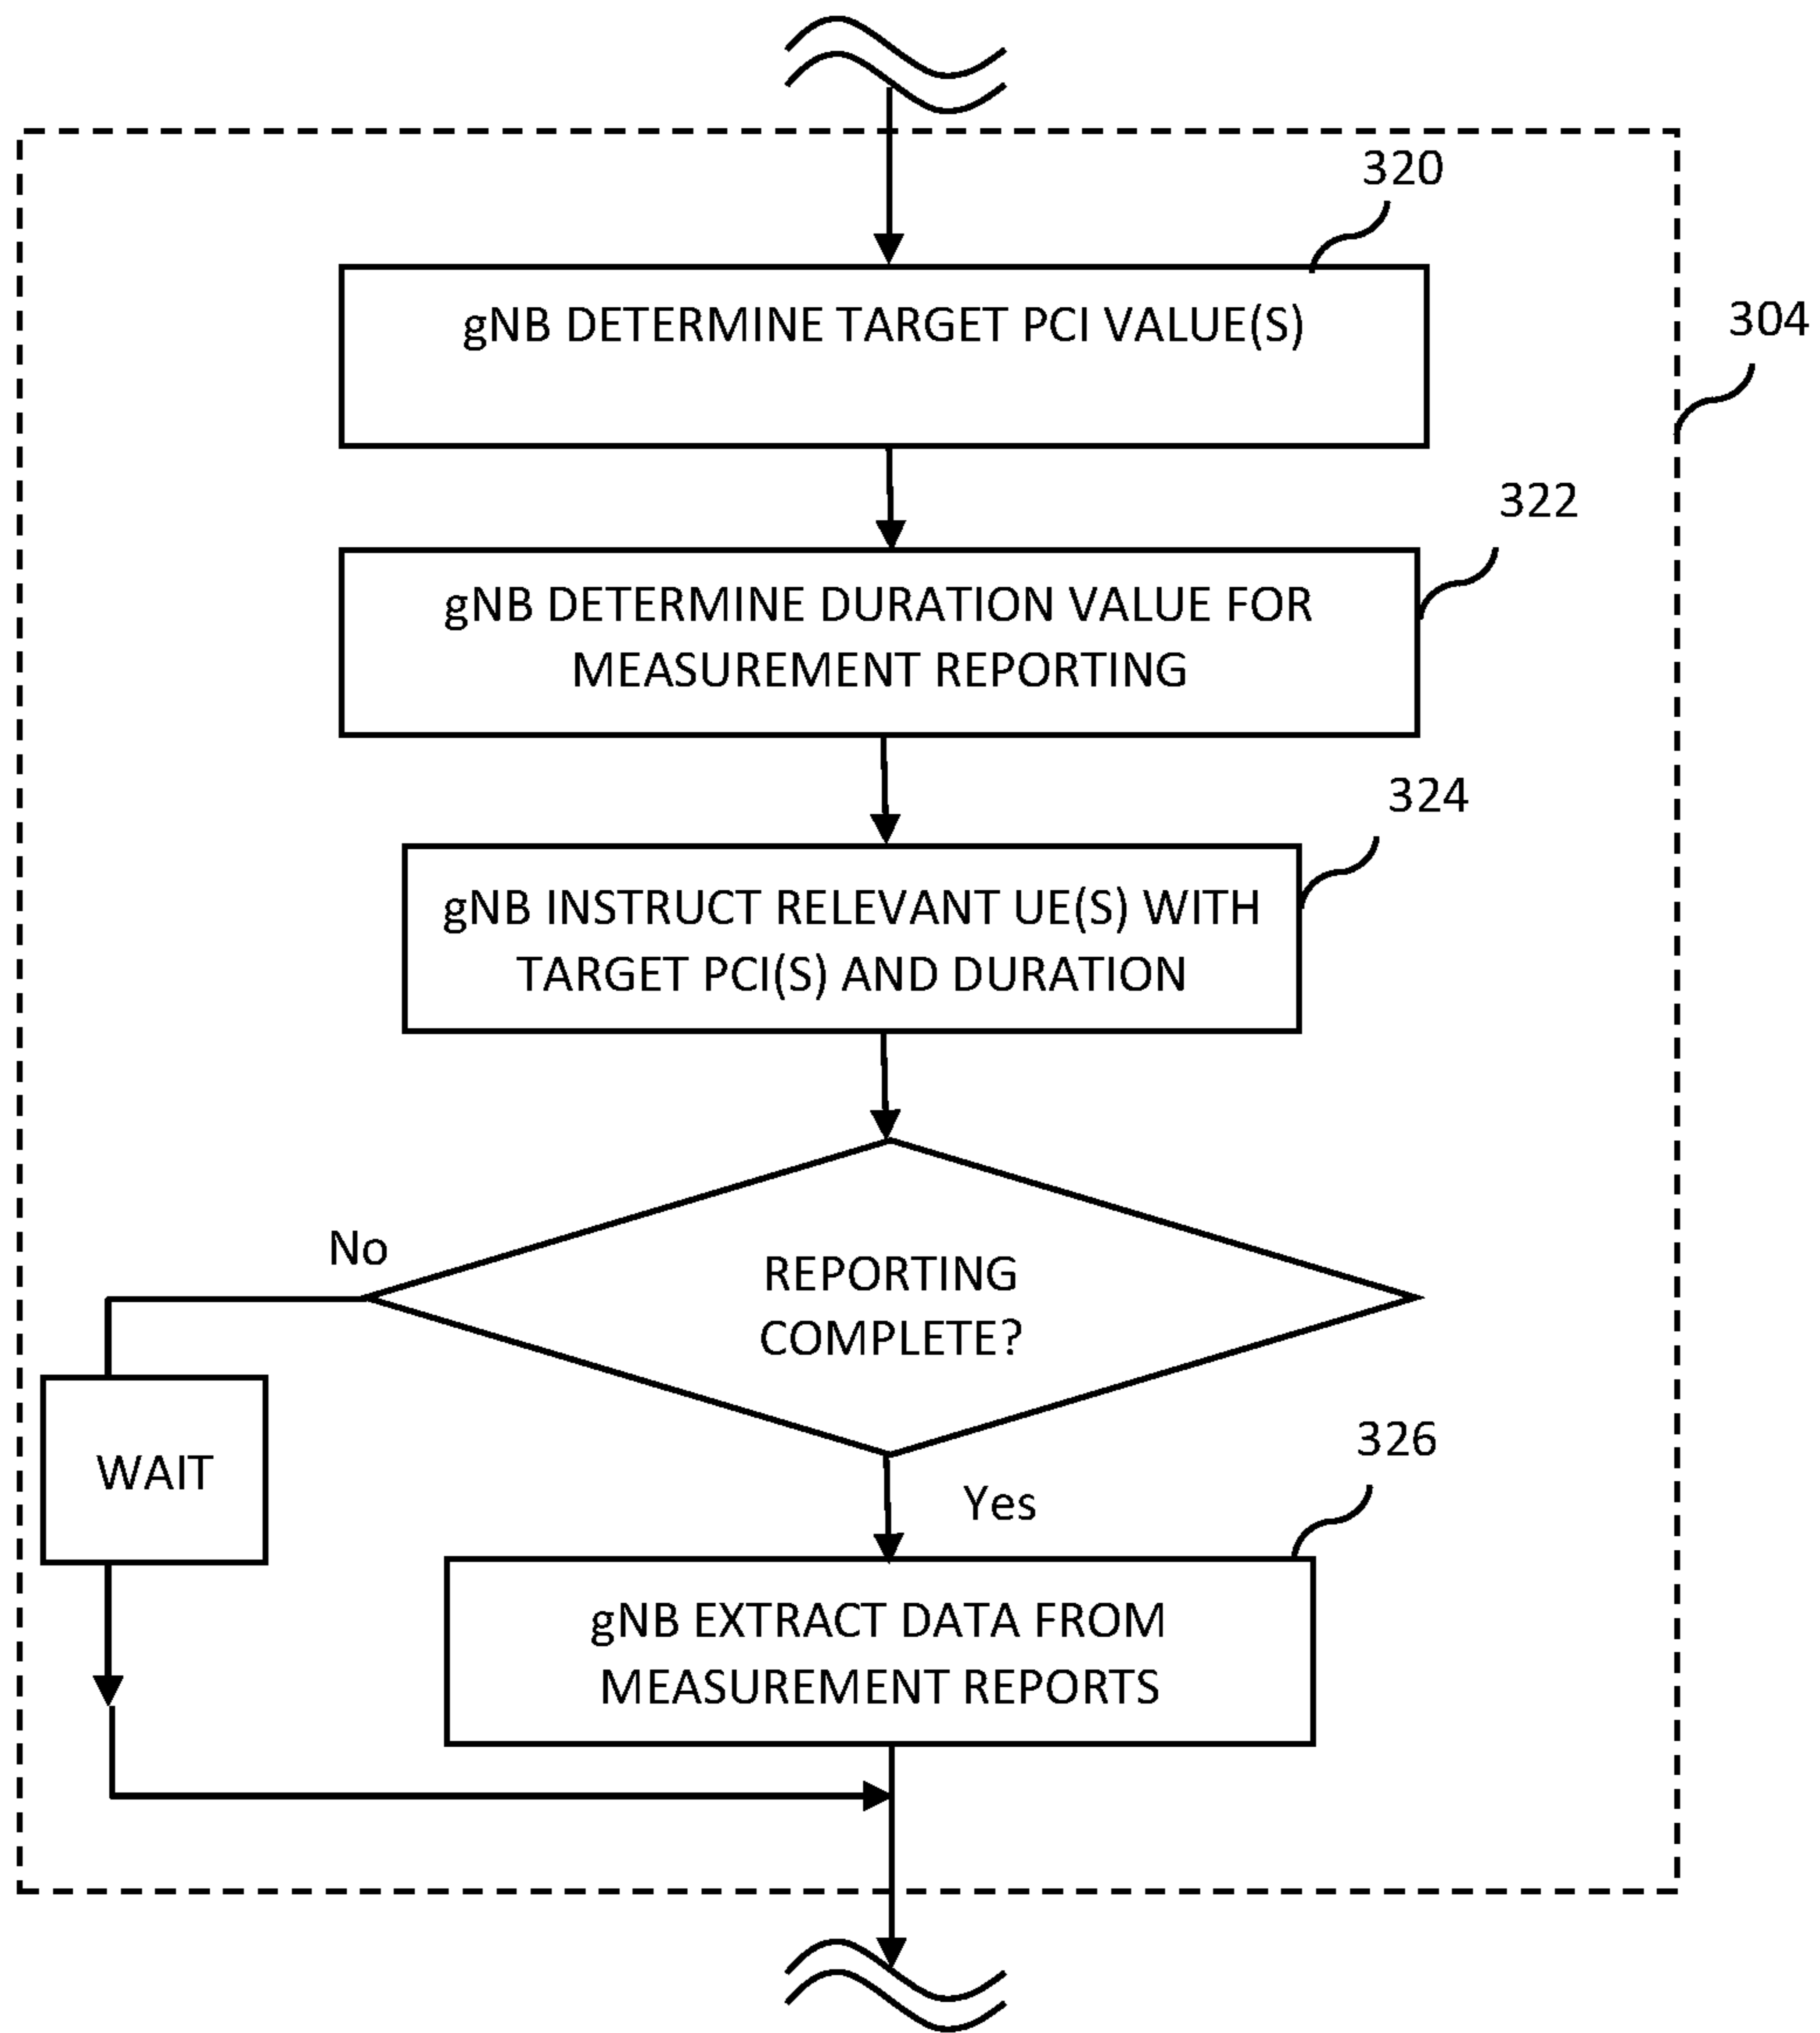 320
gNB DETERMINE TARGET PCI VALUE(S)
304
322
gNB DETERMINE DURATION VALUE FOR
MEASUREMENT REPORTING
324
gNB INSTRUCT RELEVANT UE(S) WITH
TARGET PCI(S) AND DURATION
No
REPORTING
COMPLETE?
WAIT
326
Yes
gNB EXTRACT DATA FROM
MEASUREMENT REPORTS